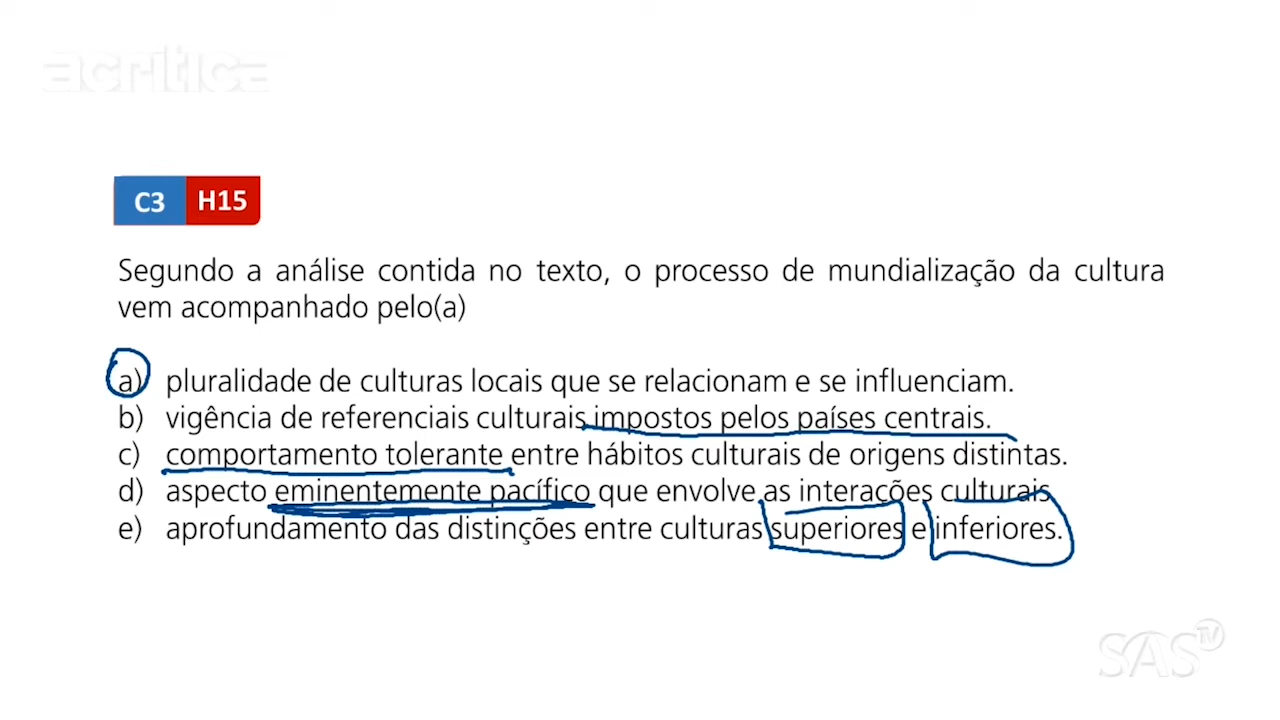 acrítica
C3 H15
Segundo a análise contida no texto, o processo de mundialização da cultura
vem acompanhado pelo(a)
a) pluralidade de culturas locais que se relacionam e se influenciam.
b) vigência de referenciais culturais impostos pelos países centrais.
c) comportamento tolerante entre hábitos culturais de origens distintas.
d) aspecto eminentemente pacífico que envolve as interações culturais.
e) aprofundamento das distinções entre culturas superiores e inferiores.
SAS TV